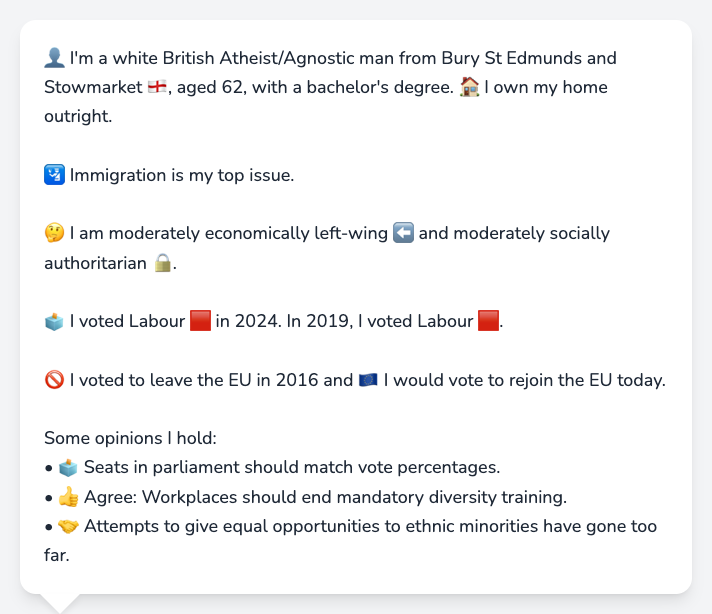 👤 I'm a white British Atheist/Agnostic man from Bury St Edmunds and
Stowmarket 🏴󠁧󠁢󠁥󠁮󠁧󠁿, aged 62, with a bachelor's degree. 🏠 I own my home
outright.
🛂 Immigration is my top issue.
🤔 I am moderately economically left-wing ⬅️ and moderately socially
authoritarian 🔒.
🗳️ I voted Labour 🟥 in 2024. In 2019, I voted Labour 🟥.
🚫 I voted to leave the EU in 2016 and 🇪🇺 I would vote to rejoin the EU today.
Some opinions I hold:
• 🗳️ Seats in parliament should match vote percentages.
• 👍 Agree: Workplaces should end mandatory diversity training.
• 🤝 Attempts to give equal opportunities to ethnic minorities have gone too
far.